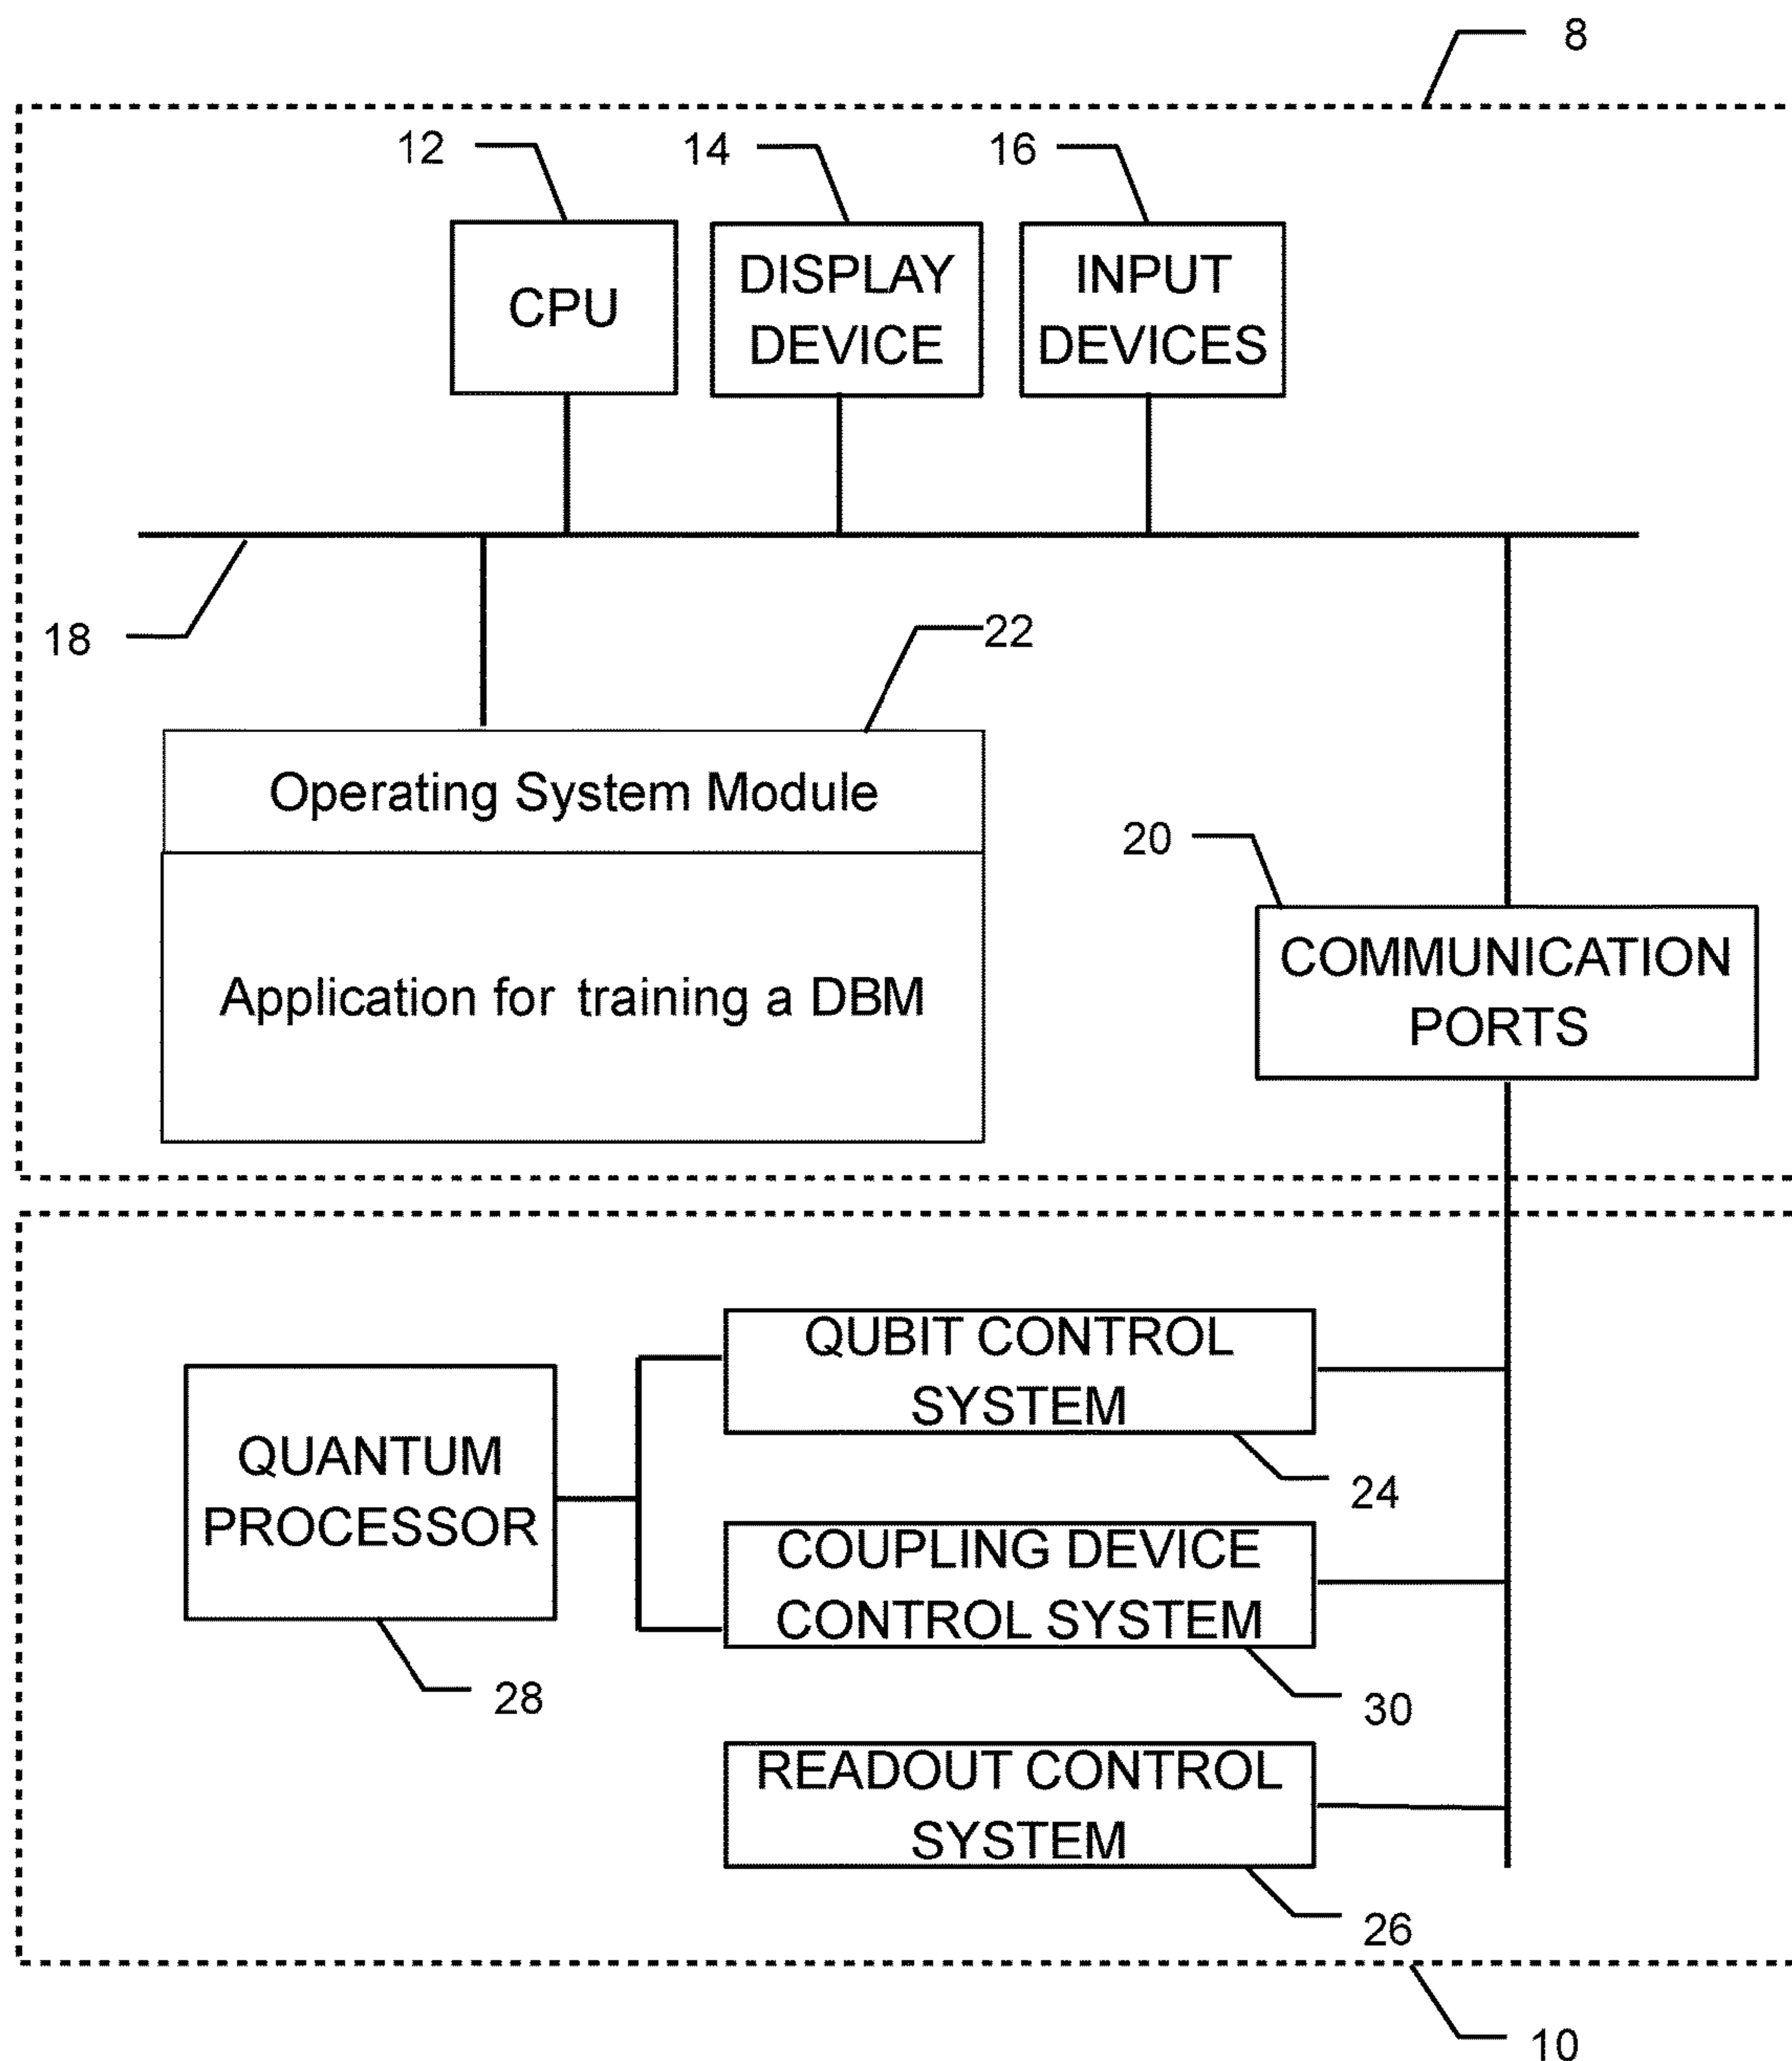 8
12
14
16
CPU
DISPLAY
DEVICE
INPUT
DEVICES
18
22
Operating System Module
Application for training a DBM
20
COMMUNICATION
PORTS
QUBIT CONTROL
SYSTEM
24
QUANTUM
PROCESSOR
28
COUPLING DEVICE
CONTROL SYSTEM
30
READOUT CONTROL
SYSTEM
26
10